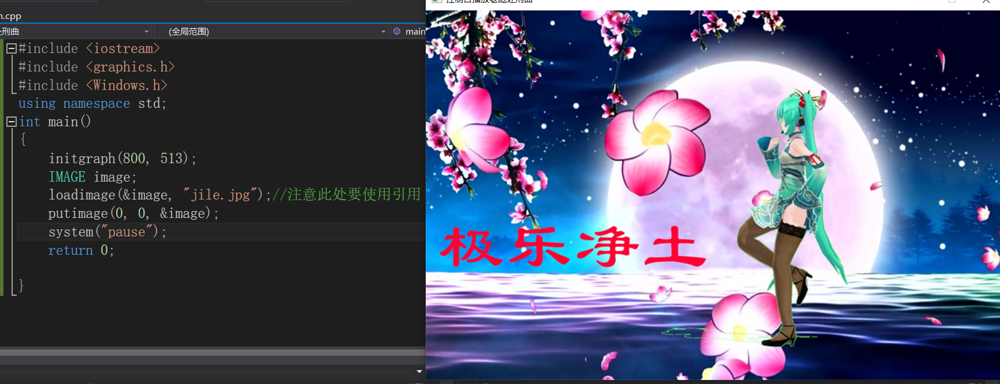 .cpp
处刑曲
(全局范围)
main
#include <iostream>
#include <graphics.h>
#include <Windows.h>
using namespace std;
int main()
{
initgraph(800, 513);
IMAGE image;
loadimage(&image, "jile.jpg");//注意此处要使用引用
putimage(0, 0, &image);
system("pause");
return 0;
}
极乐净土